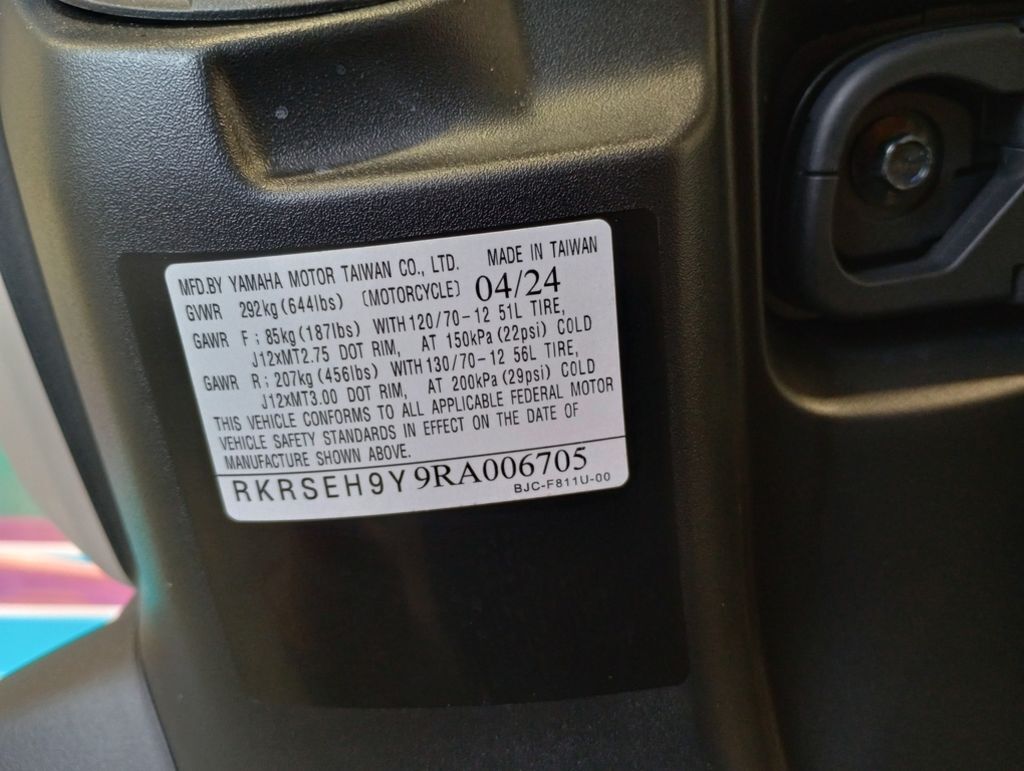 MFD.BY YAMAHA MOTOR TAIWAN CO., LTD. MADE IN TAIWAN
GVWR 292kg(644lbs) (MOTORCYCLE) 04/24
GAWR F: 85kg(187lbs) WITH 120/70-12 51L TIRE,
J12xMT2.75 DOT RIM, AT 150kPa(22psi) COLD
GAWR R: 207kg(456lbs) WITH 130/70-12 56L TIRE,
J12xMT3.00 DOT RIM, AT 200kPa(29psi) COLD
THIS VEHICLE CONFORMS TO ALL APPLICABLE FEDERAL MOTOR
VEHICLE SAFETY STANDARDS IN EFFECT ON THE DATE OF
MANUFACTURE SHOWN ABOVE.
RKRSEH9Y9RA006705
BJC-F811U-00